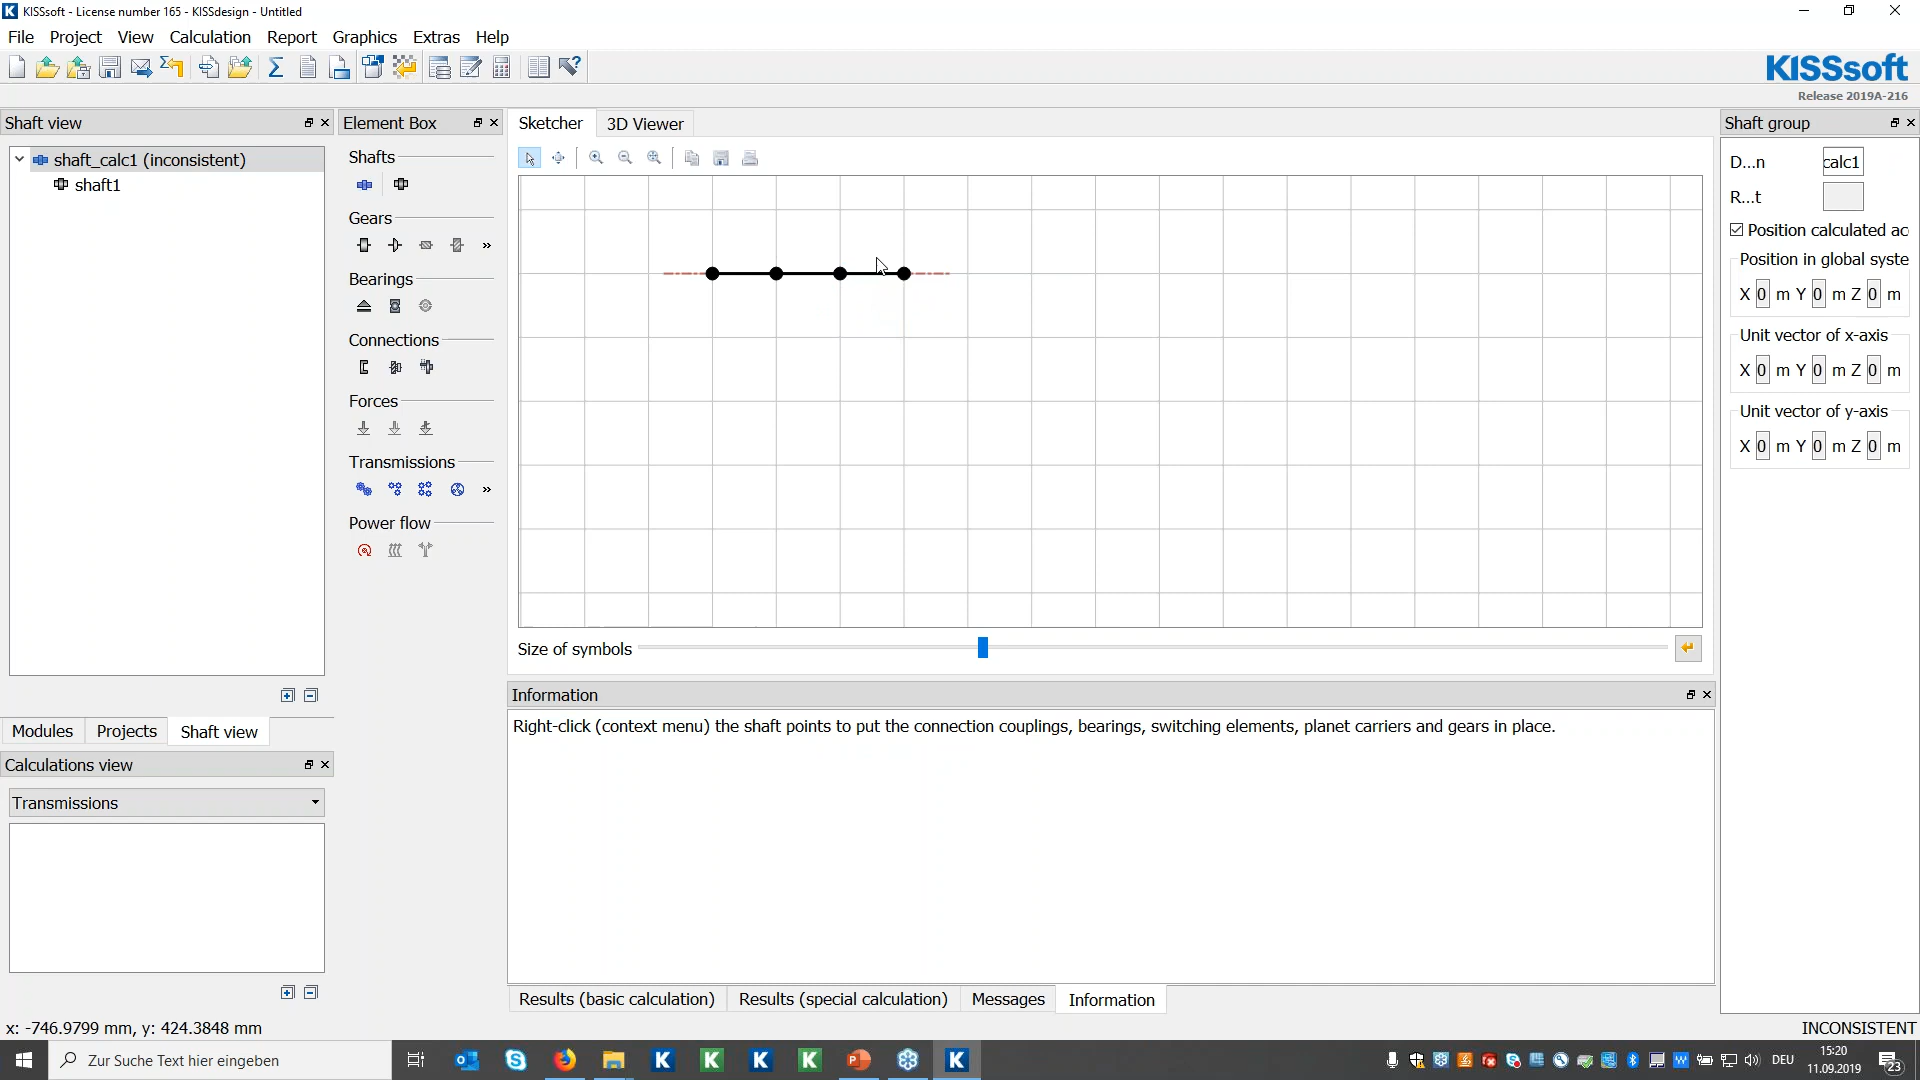 KISSsoft - License number 165 - KISSdesign - Untitled
File Project View Calculation Report Graphics Extras Help
KISSsoft
Release 2019A-216
Shaft view
shaft_calc1 (inconsistent)
shaft1
Modules Projects Shaft view
Calculations view
Transmissions
Element Box
Shafts
Gears
»
Bearings
Connections
Forces
Transmissions
»
Power flow
Sketcher 3D Viewer
Size of symbols
Information
Right-click (context menu) the shaft points to put the connection couplings, bearings, switching elements, planet carriers and gears in place.
Results (basic calculation) Results (special calculation) Messages Information
Shaft group
D...n calc1
R...t
Position calculated ac
Position in global syste
X 0 m Y 0 m Z 0 m
Unit vector of x-axis
X 0 m Y 0 m Z 0 m
Unit vector of y-axis
X 0 m Y 0 m Z 0 m
x: -746.9799 mm, y: 424.3848 mm
INCONSISTENT
Zur Suche Text hier eingeben
DEU
15:20
11.09.2019
23